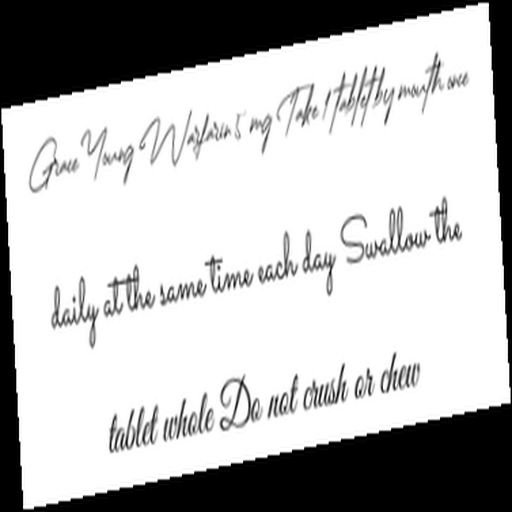 Grace Young Warfarin 5 mg Take 1 tablet by mouth once
daily at the same time each day Swallow the
tablet whole Do not crush or chew